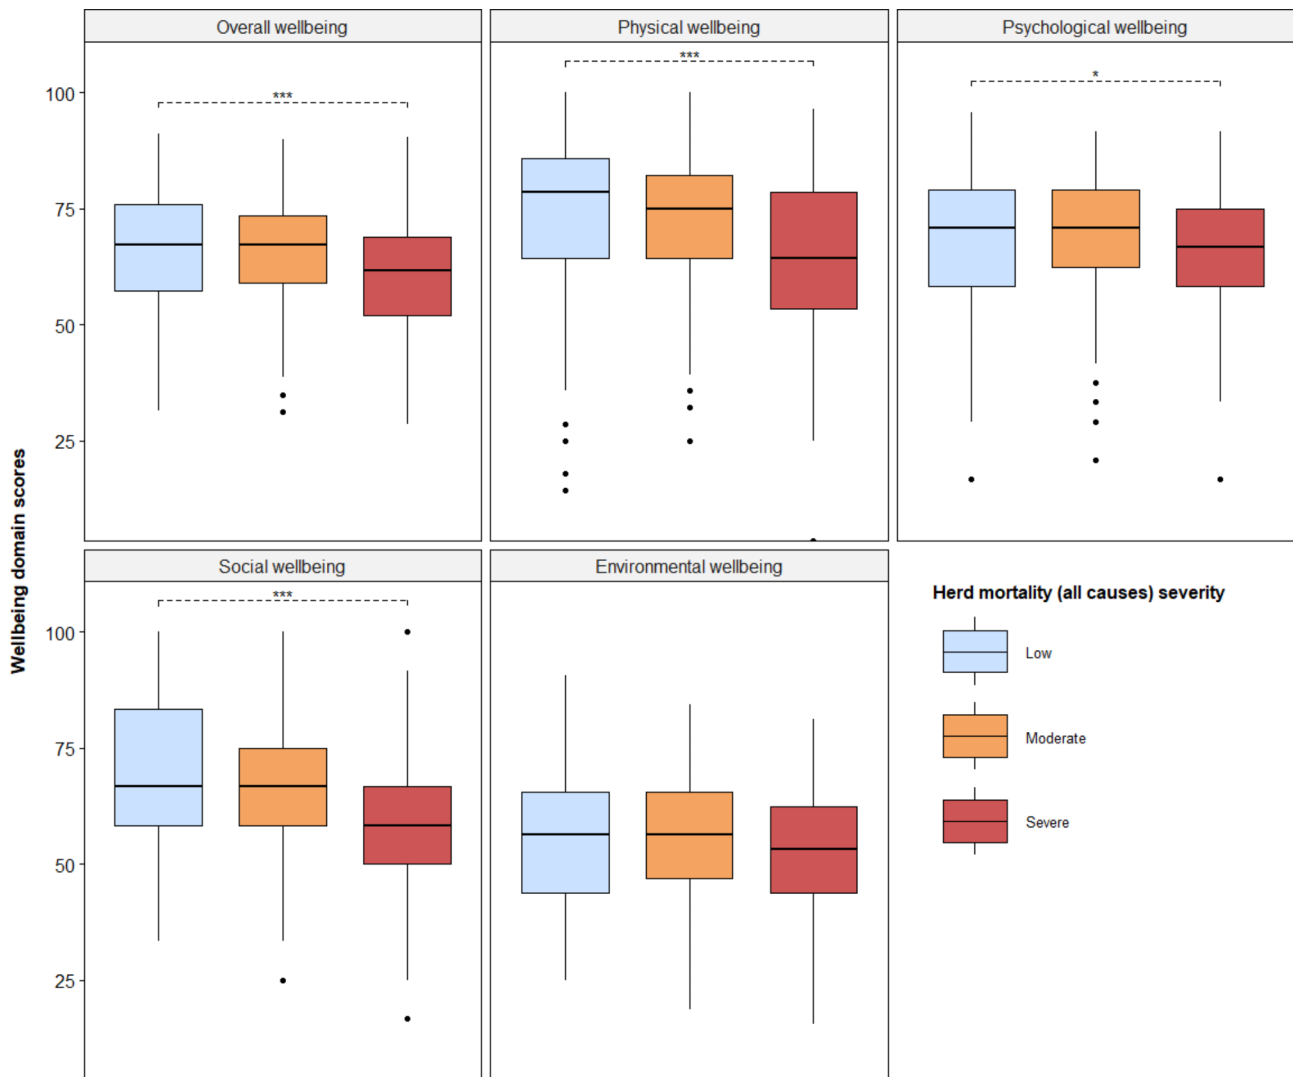 Overall wellbeing
Physical wellbeing
Psychological wellbeing
***
***
*
100
75
50
25
Wellbeing domain scores
Social wellbeing
Environmental wellbeing
***
100
75
50
25
Herd mortality (all causes) severity
Low
Moderate
Severe